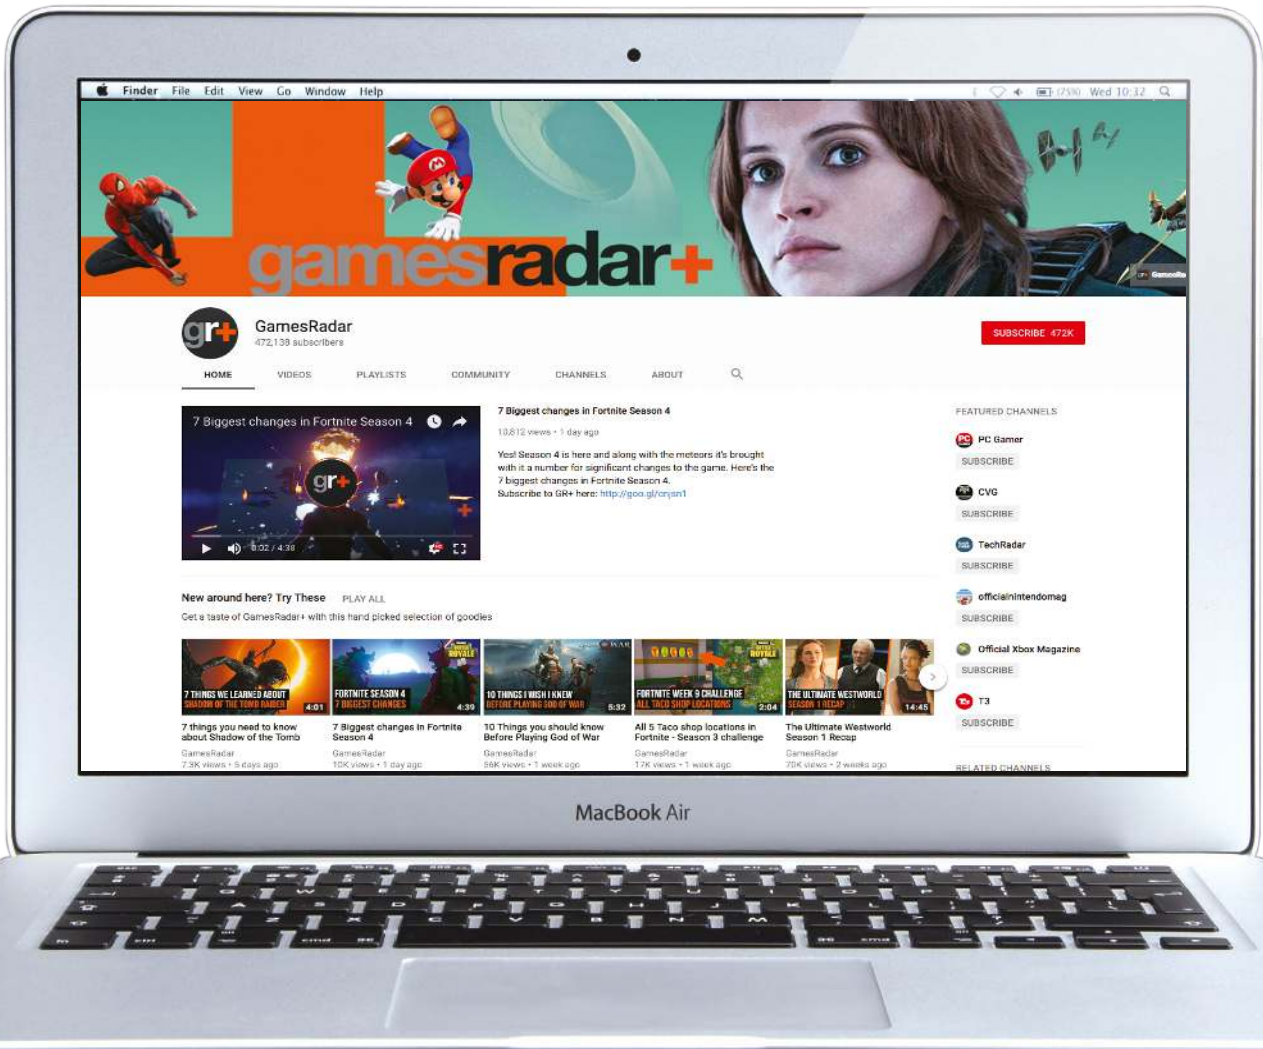 Finder File Edit View Go Window Help (75%) Wed 10:32
gamesradar+
gr+ GamesRa
gr+
GamesRadar
472,138 subscribers
SUBSCRIBE 472K
HOME VIDEOS PLAYLISTS COMMUNITY CHANNELS ABOUT
7 Biggest changes in Fortnite Season 4
gr+
0:02 / 4:38
7 Biggest changes in Fortnite Season 4
10,812 views • 1 day ago
Yes! Season 4 is here and along with the meteors it's brought
with it a number for significant changes to the game. Here's the
7 biggest changes in Fortnite Season 4.
Subscribe to GR+ here: http://goo.gl/cnjsn1
FEATURED CHANNELS
PC Gamer
SUBSCRIBE
CVG
SUBSCRIBE
TechRadar
SUBSCRIBE
officialnintendomag
SUBSCRIBE
Official Xbox Magazine
SUBSCRIBE
T3
SUBSCRIBE
RELATED CHANNELS
New around here? Try These PLAY ALL
Get a taste of GamesRadar+ with this hand picked selection of goodies
7 THINGS WE LEARNED ABOUT
SHADOW OF THE TOMB RAIDER
4:01
7 things you need to know
about Shadow of the Tomb
GamesRadar
7.3K views • 5 days ago
ROYALE
FORTNITE SEASON 4
7 BIGGEST CHANGES
4:39
7 Biggest changes in Fortnite
Season 4
GamesRadar
10K views • 1 day ago
WAR
10 THINGS I WISH I KNEW
BEFORE PLAYING GOD OF WAR
5:32
10 Things you should know
Before Playing God of War
GamesRadar
56K views • 1 week ago
ROYALE
FORTNITE WEEK 9 CHALLENGE
ALL TACO SHOP LOCATIONS
2:04
All 5 Taco shop locations in
Fortnite - Season 3 challenge
GamesRadar
17K views • 1 week ago
THE ULTIMATE WESTWORLD
SEASON 1 RECAP
14:45
The Ultimate Westworld
Season 1 Recap
GamesRadar
70K views • 2 weeks ago
MacBook Air